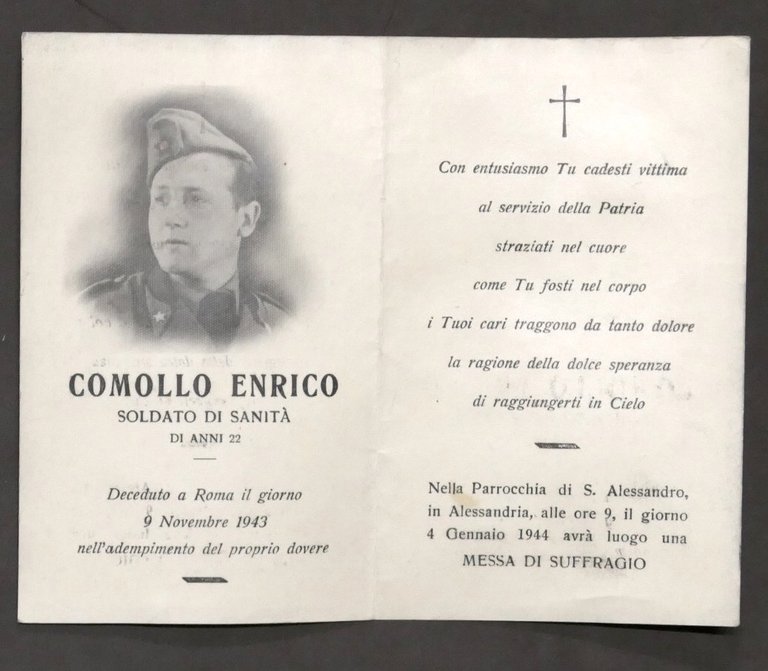 COMOLLO ENRICO
SOLDATO DI SANITÀ
DI ANNI 22
Deceduto a Roma il giorno
9 Novembre 1943
nell'adempimento del proprio dovere
Con entusiasmo Tu cadesti vittima
al servizio della Patria
straziati nel cuore
come Tu fosti nel corpo
i Tuoi cari traggono da tanto dolore
la ragione della dolce speranza
di raggiungerti in Cielo
Nella Parrocchia di S. Alessandro,
in Alessandria, alle ore 9, il giorno
4 Gennaio 1944 avrà luogo una
MESSA DI SUFFRAGIO